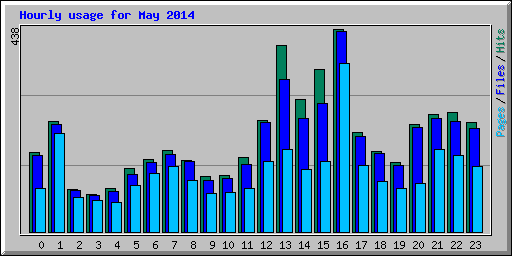 Hourly usage for May 2014
438
Pages / Files / Hits
0 1 2 3 4 5 6 7 8 9 10 11 12 13 14 15 16 17 18 19 20 21 22 23